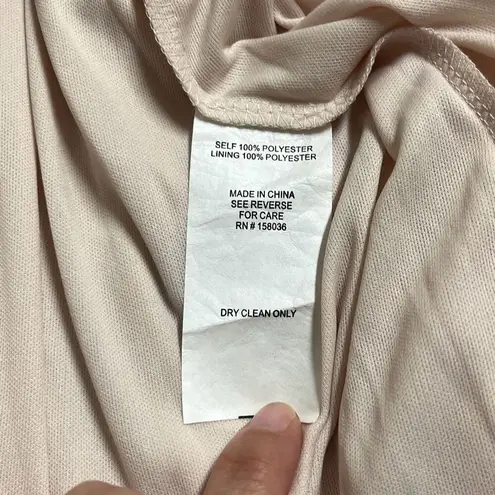 SELF 100% POLYESTER
LINING 100% POLYESTER
MADE IN CHINA
SEE REVERSE
FOR CARE
RN # 158036
DRY CLEAN ONLY